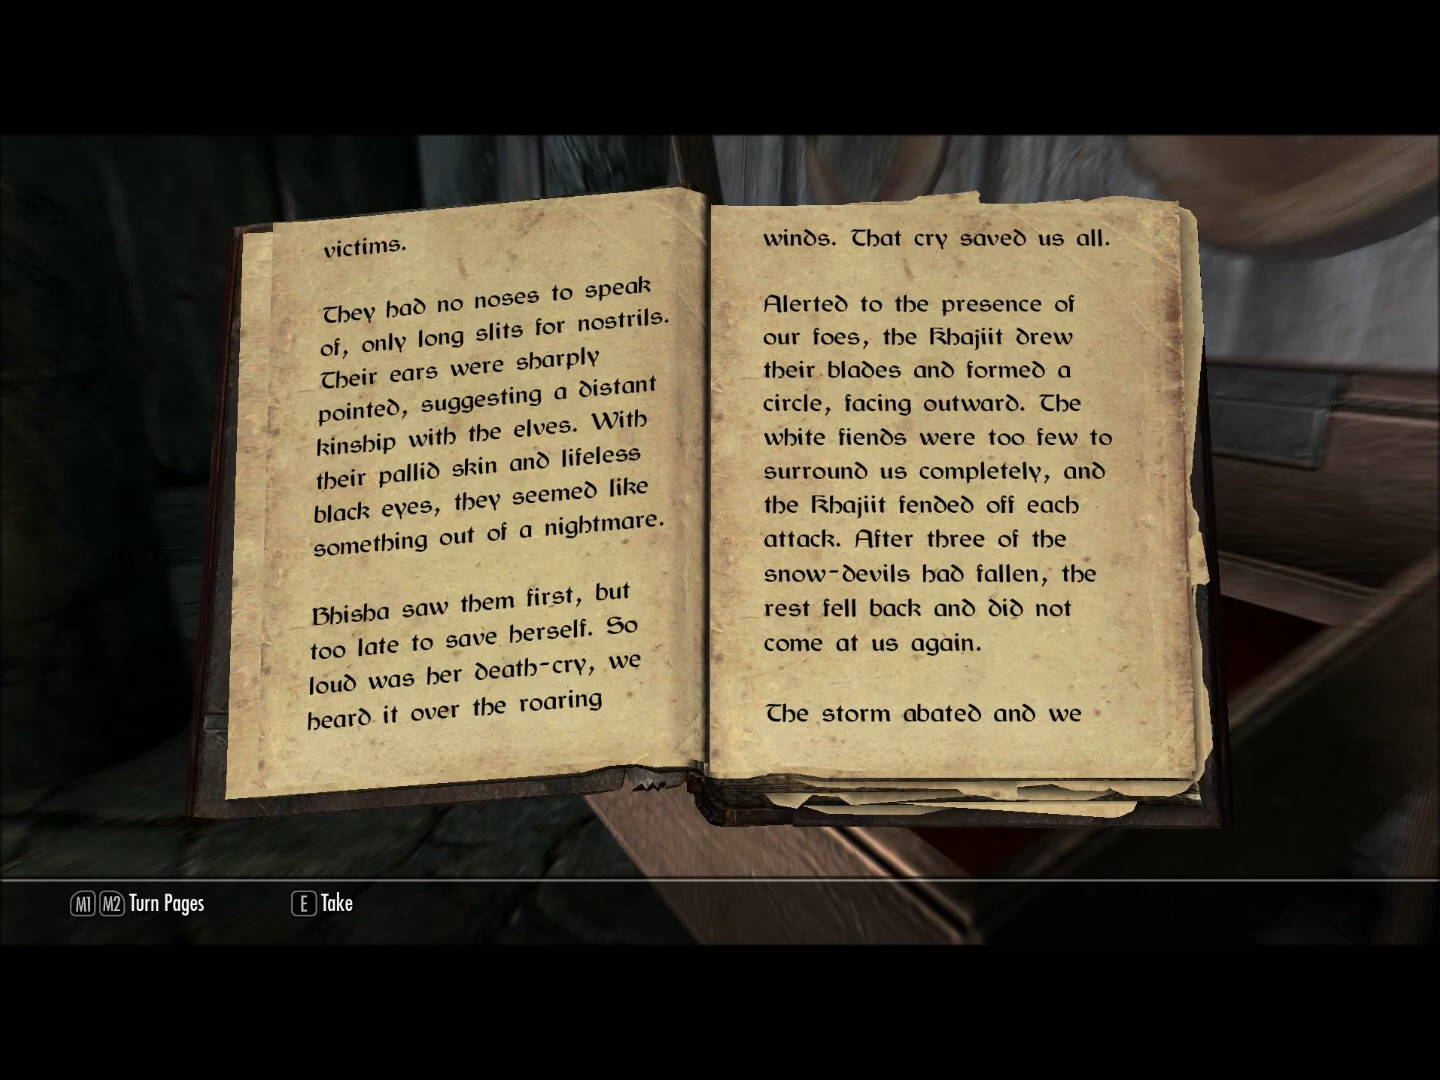 victims.
They had no noses to speak
of, only long slits for nostrils.
Their ears were sharply
pointed, suggesting a distant
kinship with the elves. With
their pallid skin and lifeless
black eyes, they seemed like
something out of a nightmare.
Bhisha saw them first, but
too late to save herself. So
loud was her death-cry, we
heard it over the roaring
winds. That cry saved us all.
Alerted to the presence of
our foes, the Khajiit drew
their blades and formed a
circle, facing outward. The
white fiends were too few to
surround us completely, and
the Khajiit fended off each
attack. After three of the
snow-devils had fallen, the
rest fell back and did not
come at us again.
The storm abated and we
M1 M2 Turn Pages
E Take